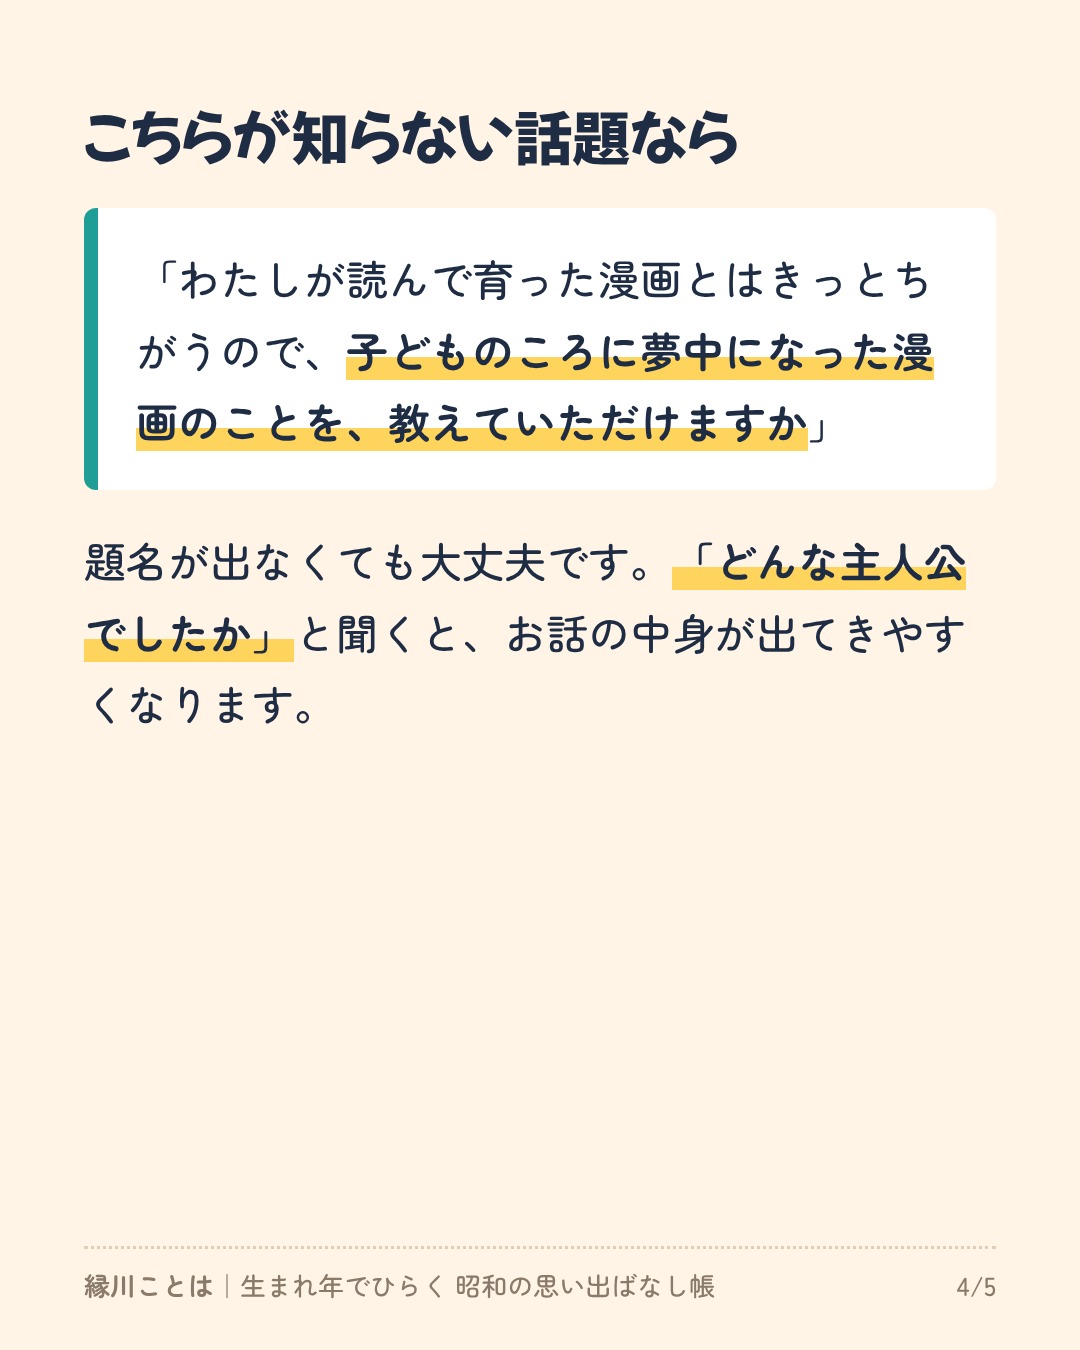 こちらが知らない話題なら
「わたしが読んで育った漫画とはきっとち
がうので、子どものころに夢中になった漫
画のことを、教えていただけますか」
題名が出なくても大丈夫です。「どんな主人公
でしたか」と聞くと、お話の中身が出てきやす
くなります。
縁川ことは｜生まれ年でひらく 昭和の思い出ばなし帳
4/5